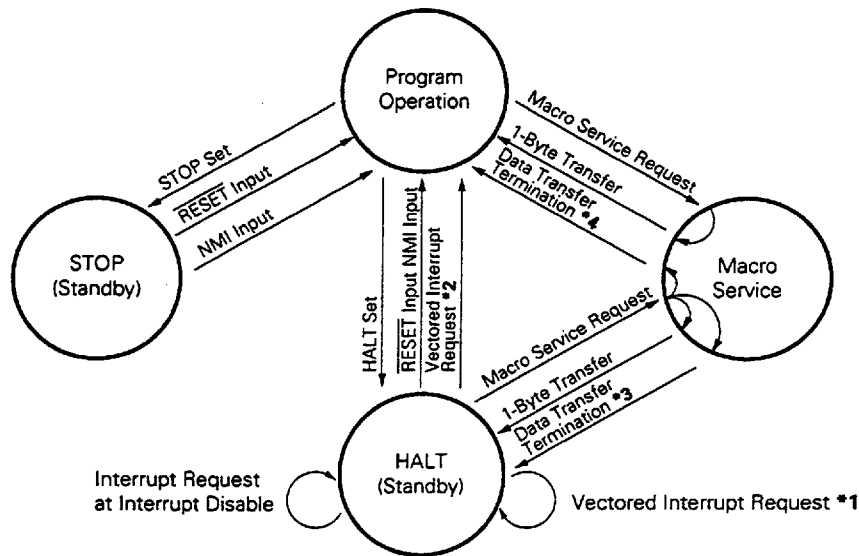 Program
Operation
STOP Set
RESET Input
NMI Input
Macro Service Request
1-Byte Transfer
Data Transfer
Termination *4
STOP
(Standby)
Macro
Service
HALT Set
RESET Input NMI Input
Vectored Interrupt
Request *2
Macro Service Request
1-Byte Transfer
Data Transfer
Termination *3
HALT
(Standby)
Interrupt Request
at Interrupt Disable
Vectored Interrupt Request *1